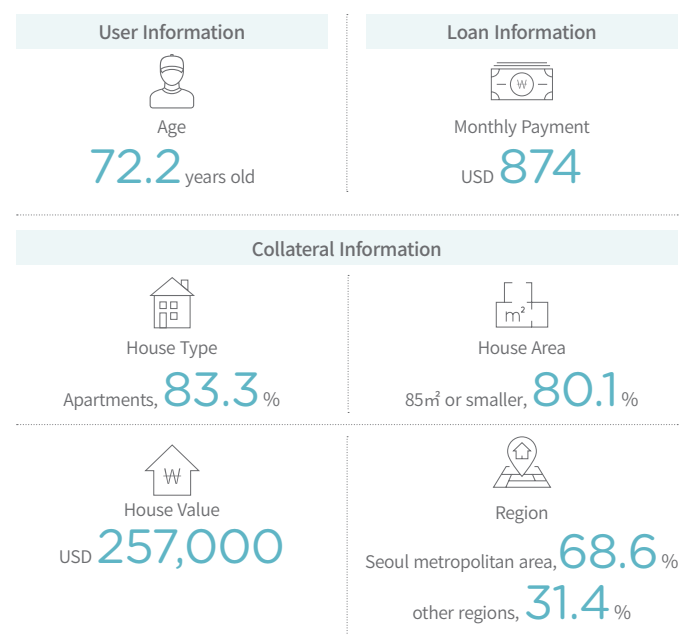 User Information
Loan Information
Age
72.2 years old
₩
Monthly Payment
USD 874
Collateral Information
House Type
Apartments, 83.3 %
m²
House Area
85㎡ or smaller, 80.1 %
₩
House Value
USD 257,000
Region
Seoul metropolitan area, 68.6 %
other regions, 31.4 %